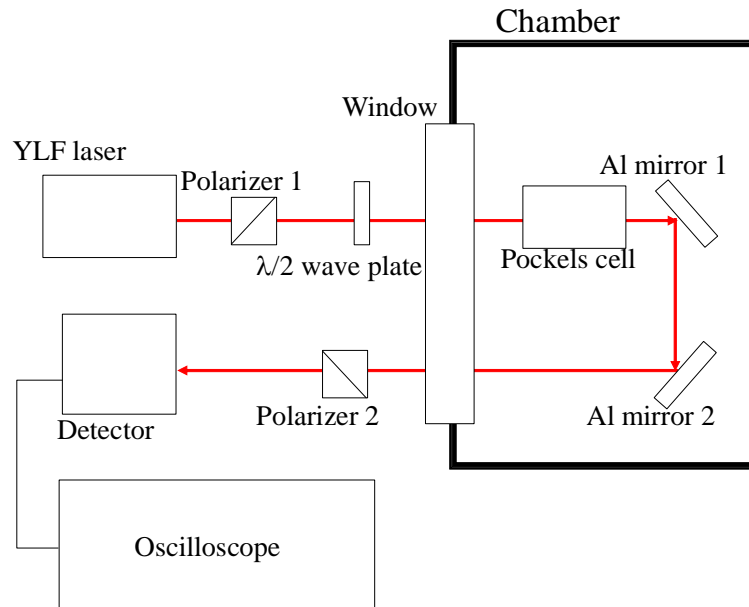 Chamber
Window
YLF laser
Polarizer 1
Al mirror 1
λ/2 wave plate
Pockels cell
Detector
Polarizer 2
Al mirror 2
Oscilloscope